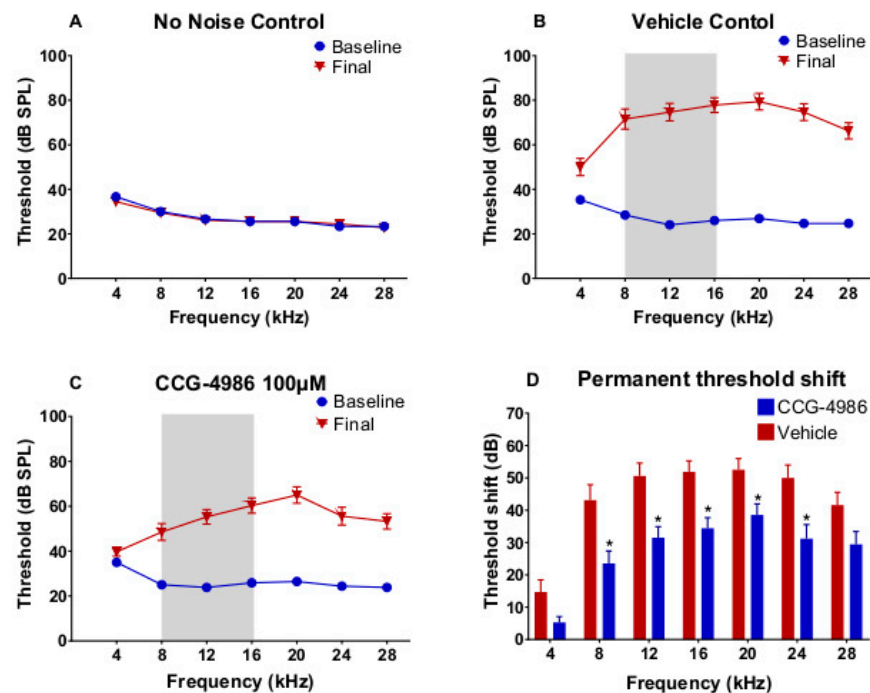 A No Noise Control
Baseline
Final
Threshold (dB SPL)
100
80
60
40
20
0
4 8 12 16 20 24 28
Frequency (kHz)
B Vehicle Contol
Baseline
Final
Threshold (dB SPL)
100
80
60
40
20
0
4 8 12 16 20 24 28
Frequency (kHz)
C CCG-4986 100µM
Baseline
Final
Threshold (dB SPL)
100
80
60
40
20
0
4 8 12 16 20 24 28
Frequency (kHz)
D Permanent threshold shift
CCG-4986
Vehicle
Threshold shift (dB)
70
60
50
40
30
20
10
0
* * * * *
4 8 12 16 20 24 28
Frequency (kHz)